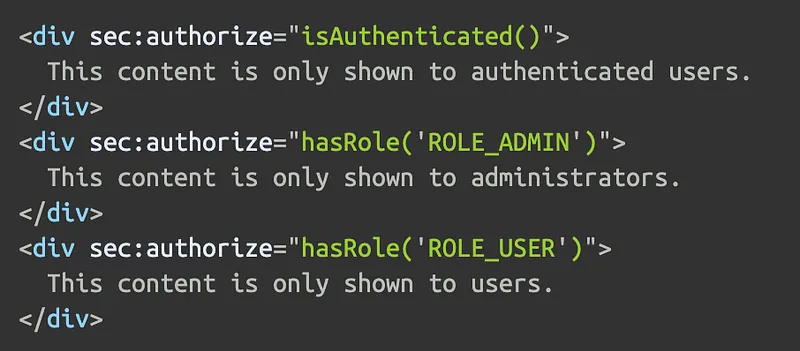 <div sec:authorize="isAuthenticated()">
  This content is only shown to authenticated users.
</div>
<div sec:authorize="hasRole('ROLE_ADMIN')">
  This content is only shown to administrators.
</div>
<div sec:authorize="hasRole('ROLE_USER')">
  This content is only shown to users.
</div>